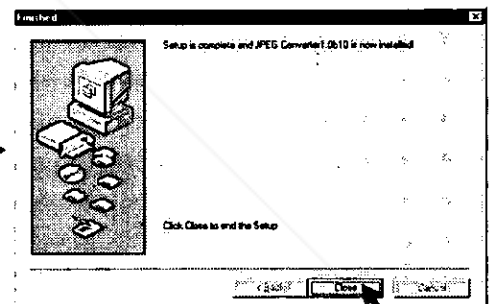 Finished
Setup is complete and JPEG Converter1.0b10 is now installed!
Click Close to end the Setup
< Back
Close
Cancel